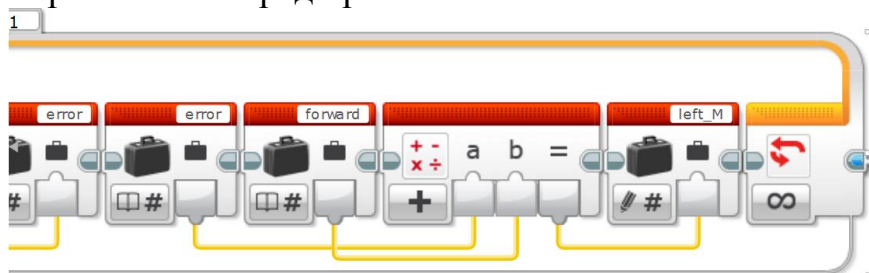 1
error error forward left_M
a b =
# # # + #
∞